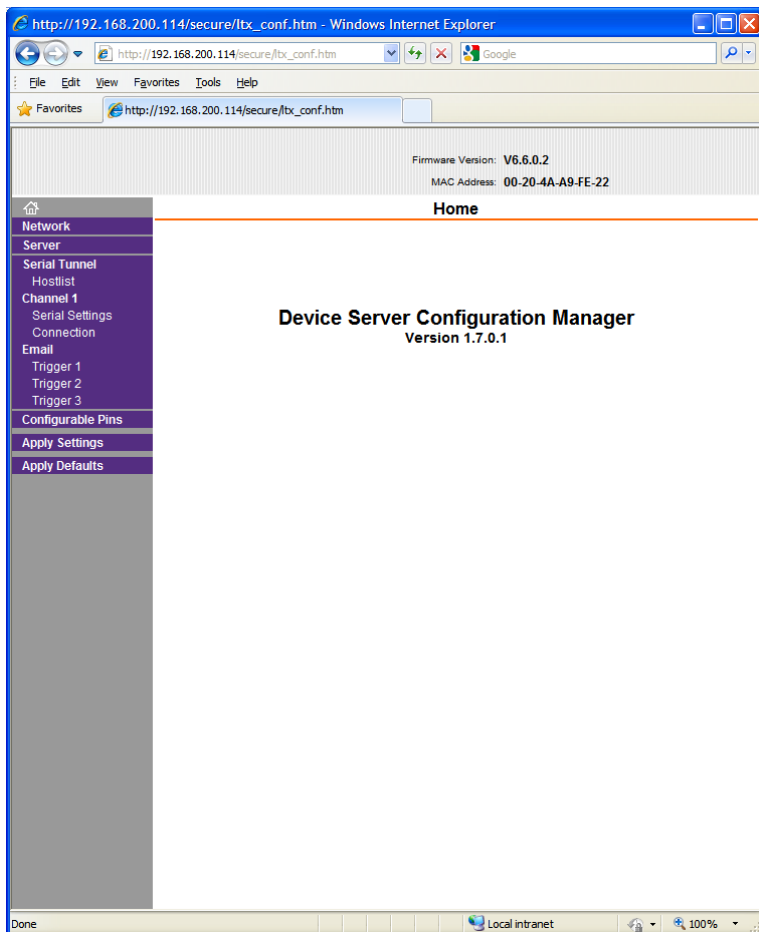 http://192.168.200.114/secure/ltx_conf.htm - Windows Internet Explorer
http://192.168.200.114/secure/ltx_conf.htm
Google
File Edit View Favorites Tools Help
Favorites
http://192.168.200.114/secure/ltx_conf.htm
Firmware Version: V6.6.0.2
MAC Address: 00-20-4A-A9-FE-22
Home
Network
Server
Serial Tunnel
Hostlist
Channel 1
Serial Settings
Connection
Email
Trigger 1
Trigger 2
Trigger 3
Configurable Pins
Apply Settings
Apply Defaults
Device Server Configuration Manager
Version 1.7.0.1
Done
Local intranet
100%